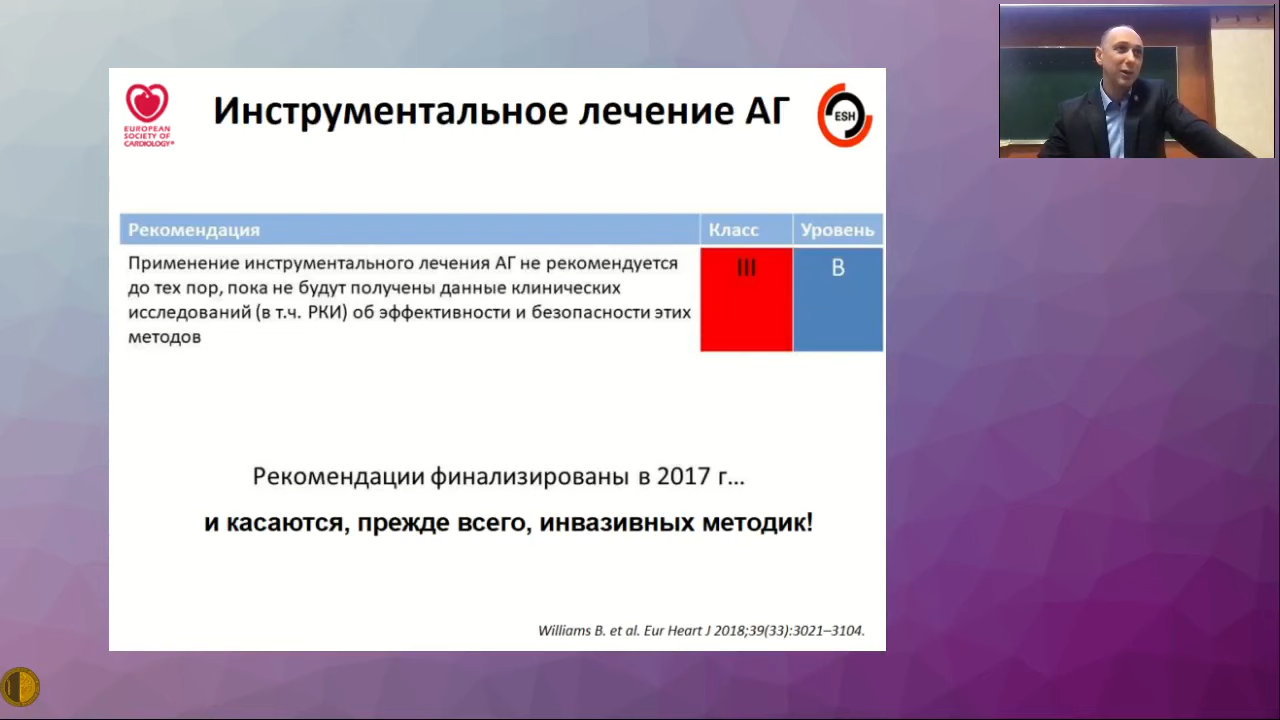 EUROPEAN
SOCIETY OF
CARDIOLOGY®
Инструментальное лечение АГ
ESH
Рекомендация Класс Уровень
Применение инструментального лечения АГ не рекомендуется
до тех пор, пока не будут получены данные клинических
исследований (в т.ч. РКИ) об эффективности и безопасности этих
методов
III B
Рекомендации финализированы в 2017 г...
и касаются, прежде всего, инвазивных методик!
Williams B. et al. Eur Heart J 2018;39(33):3021–3104.